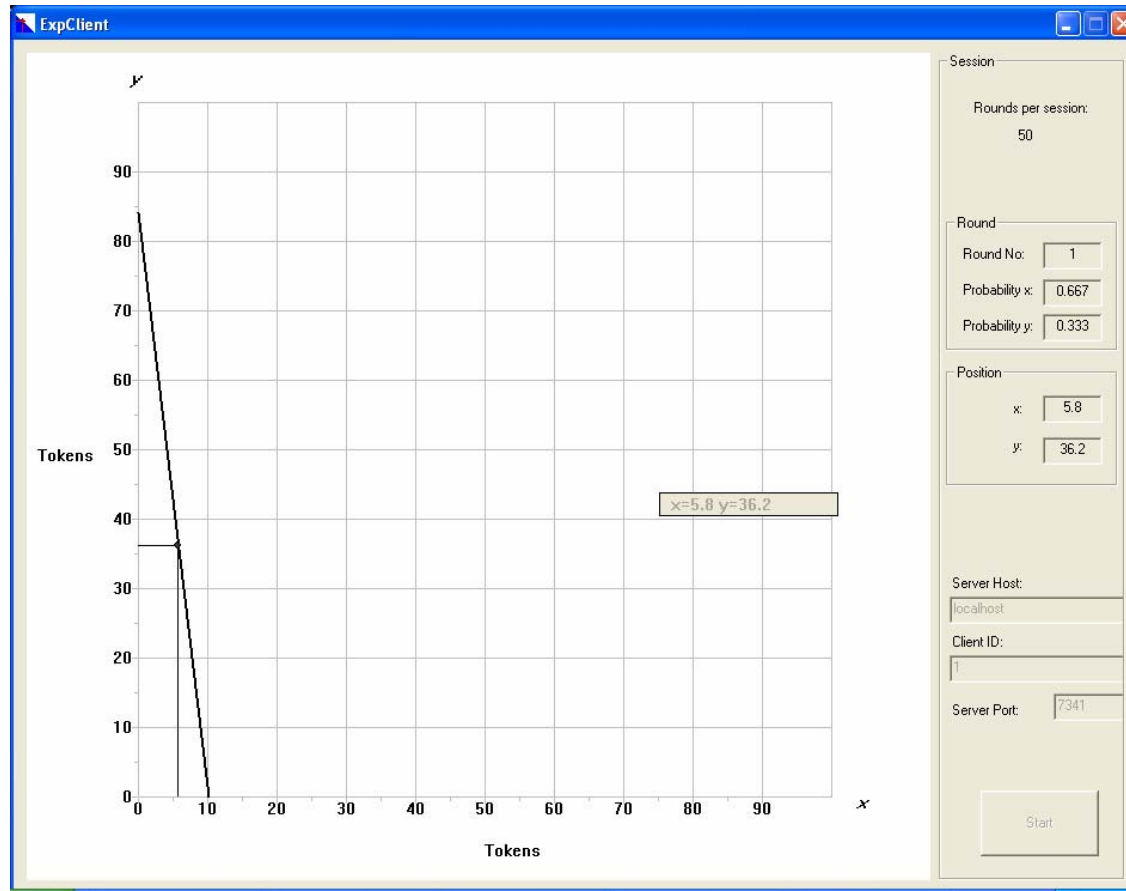 ExpClient
y
90
80
70
60
50
Tokens
40
30
20
10
0
0 10 20 30 40 50 60 70 80 90
x
Tokens
x=5.8 y=36.2
Session
Rounds per session:
50
Round
Round No: 1
Probability x: 0.667
Probability y: 0.333
Position
x: 5.8
y: 36.2
Server Host:
localhost
Client ID:
1
Server Port: 7341
Start